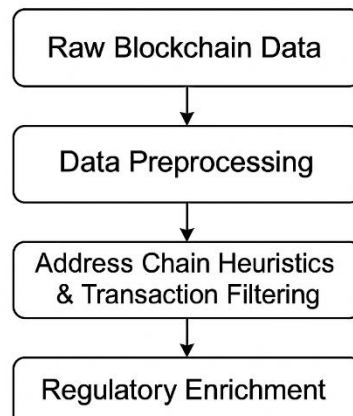 Raw Blockchain Data
Data Preprocessing
Address Chain Heuristics
& Transaction Filtering
Regulatory Enrichment